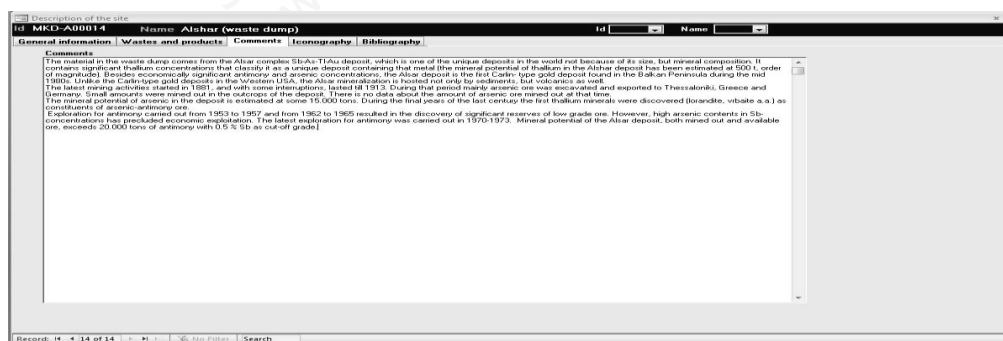 Description of the site
Id MKD-A00014 Name Alshar (waste dump) Id Name
General information Wastes and products Comments Iconography Bibliography
Comments
The material in the waste dump comes from the Alsar complex Sb-As-Tl-Au deposit, which is one of the unique deposits in the world not because of its size, but mineral composition. It
contains significant thallium concentrations that classify it as a unique deposit containing that metal (the mineral potential of thallium in the Alshar deposit has been estimated at 500 t, order
of magnitude). Besides economically significant antimony and arsenic concentrations, the Alsar deposit is the first Carlin- type gold deposit found in the Balkan Peninsula during the mid
1980s. Unlike the Carlin-type gold deposits in the Western USA, the Alsar mineralization is hosted not only by sediments, but volcanics as well.
The latest mining activities started in 1881, and with some interruptions, lasted till 1913. During that period mainly arsenic ore was excavated and exported to Thessaloniki, Greece and
Germany. Small amounts were mined out in the outcrops of the deposit. There is no data about the amount of arsenic ore mined out at that time.
The mineral potential of arsenic in the deposit is estimated at some 15.000 tons. During the final years of the last century the first thallium minerals were discovered (lorandite, vrbaite a.a.) as
constituents of arsenic-antimony ore.
Exploration for antimony carried out from 1953 to 1957 and from 1962 to 1965 resulted in the discovery of significant reserves of low grade ore. However, high arsenic contents in Sb-
concentrations has precluded economic exploitation. The latest exploration for antimony was carried out in 1970-1973. Mineral potential of the Alsar deposit, both mined out and available
ore, exceeds 20.000 tons of antimony with 0.5 % Sb as cut-off grade.
Record: 14 of 14 No Filter Search